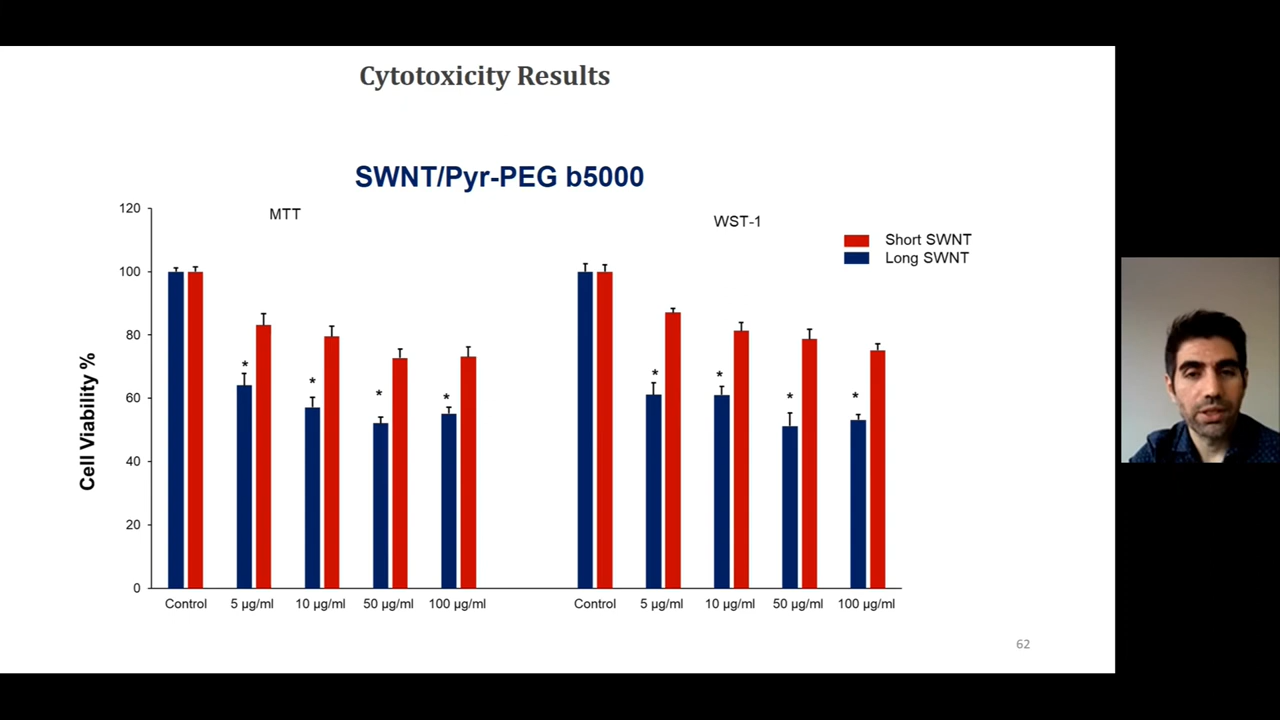 Cytotoxicity Results
SWNT/Pyr-PEG b5000
MTT
WST-1
Short SWNT
Long SWNT
Cell Viability %
120
100
80
60
40
20
0
* * * * * * * *
Control 5 µg/ml 10 µg/ml 50 µg/ml 100 µg/ml Control 5 µg/ml 10 µg/ml 50 µg/ml 100 µg/ml
62